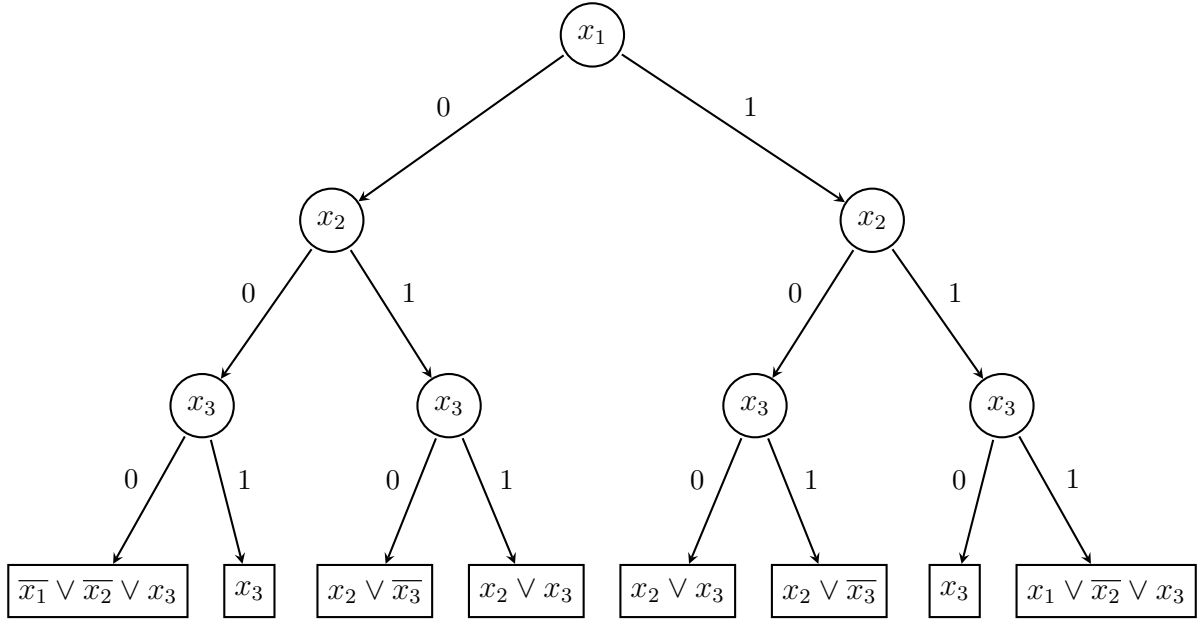 x₁
0 1
x₂ x₂
0 1 0 1
x₃ x₃ x₃ x₃
0 1 0 1 0 1 0 1
x̅₁ ∨ x̅₂ ∨ x₃ x₃ x₂ ∨ x̅₃ x₂ ∨ x₃ x₂ ∨ x₃ x₂ ∨ x̅₃ x₃ x₁ ∨ x̅₂ ∨ x₃